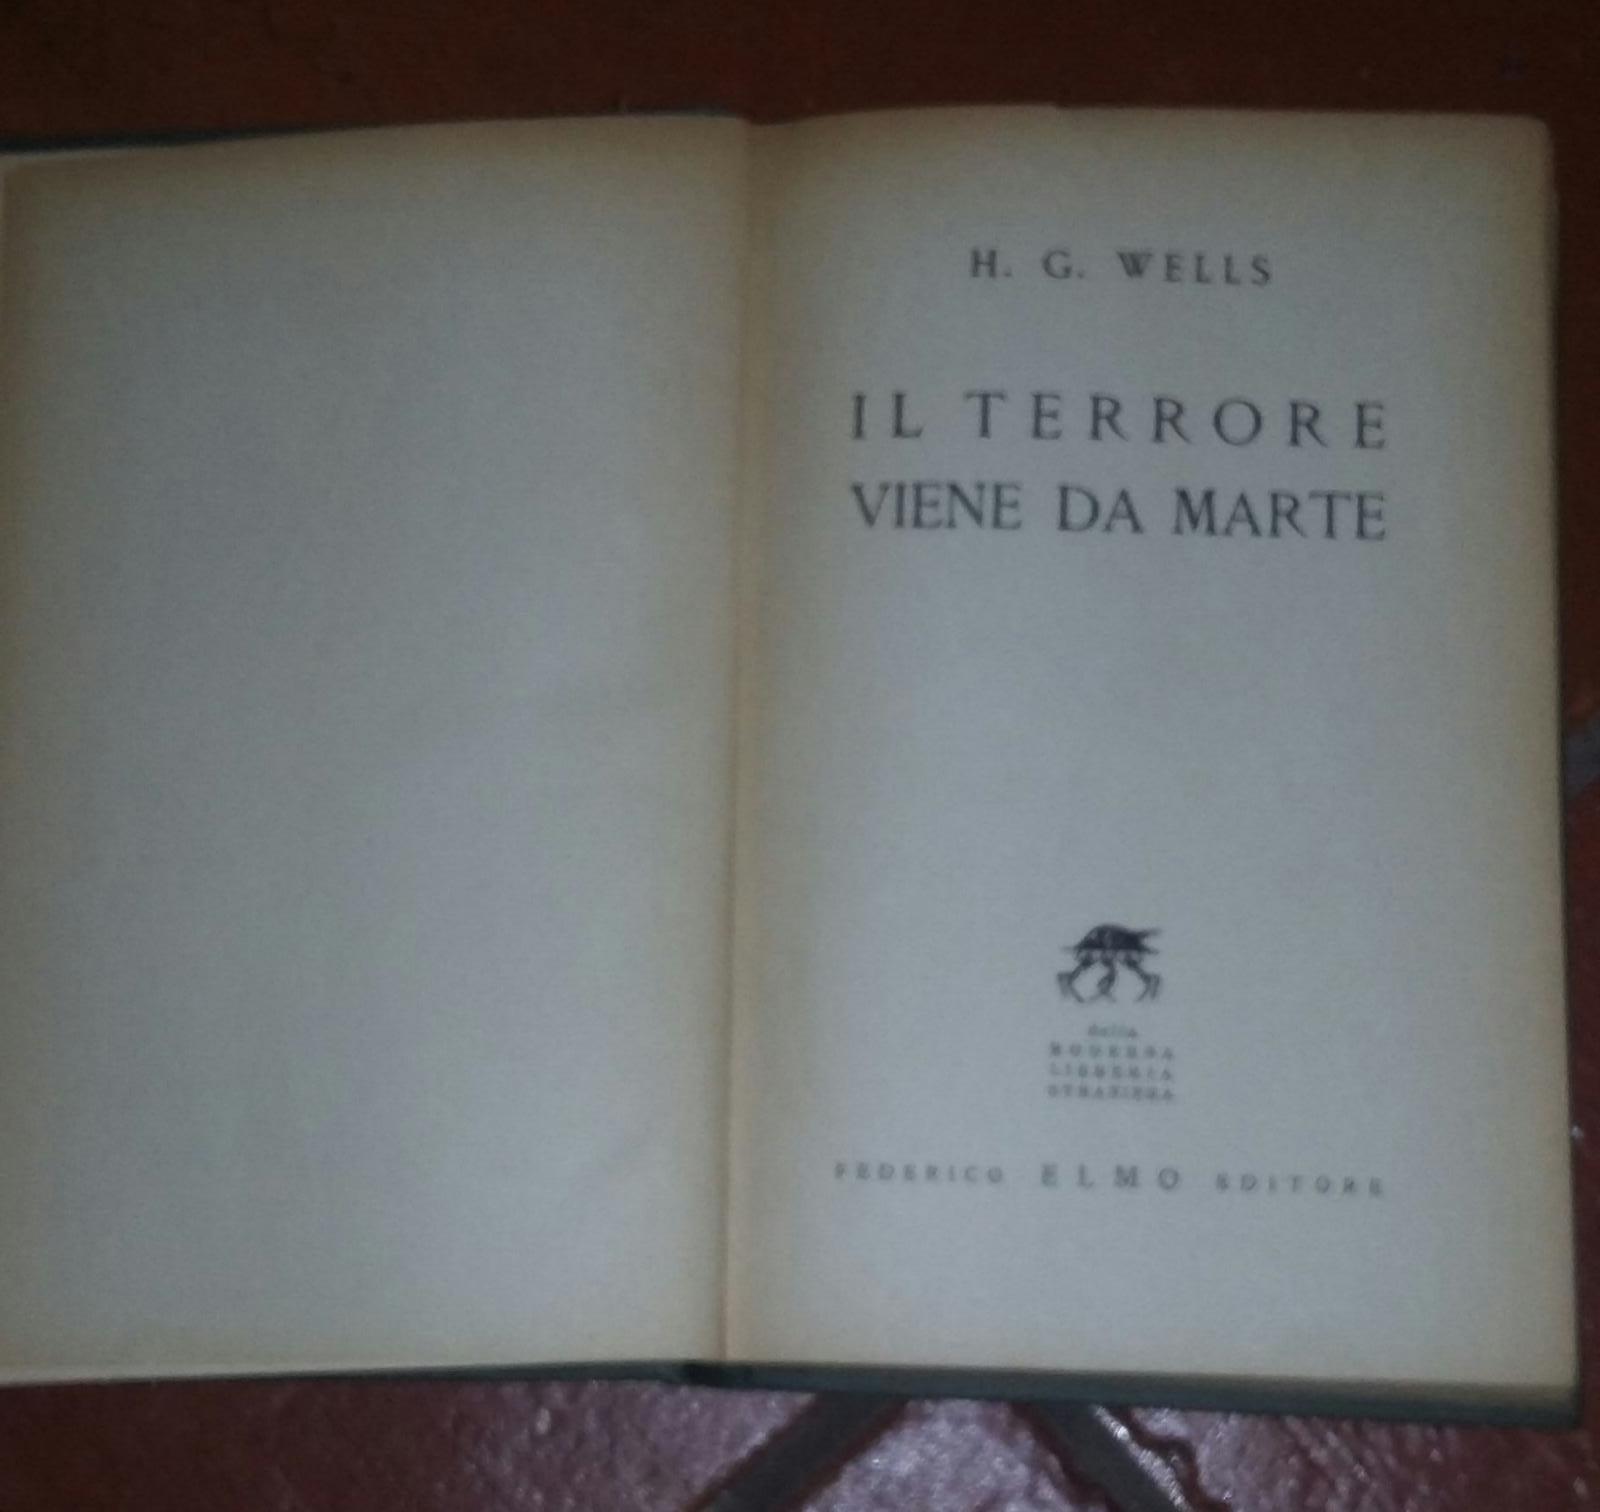 H. G. WELLS
IL TERRORE
VIENE DA MARTE
della
MODERNA
LIBRERIA
STRANIERA
FEDERICO ELMO EDITORE